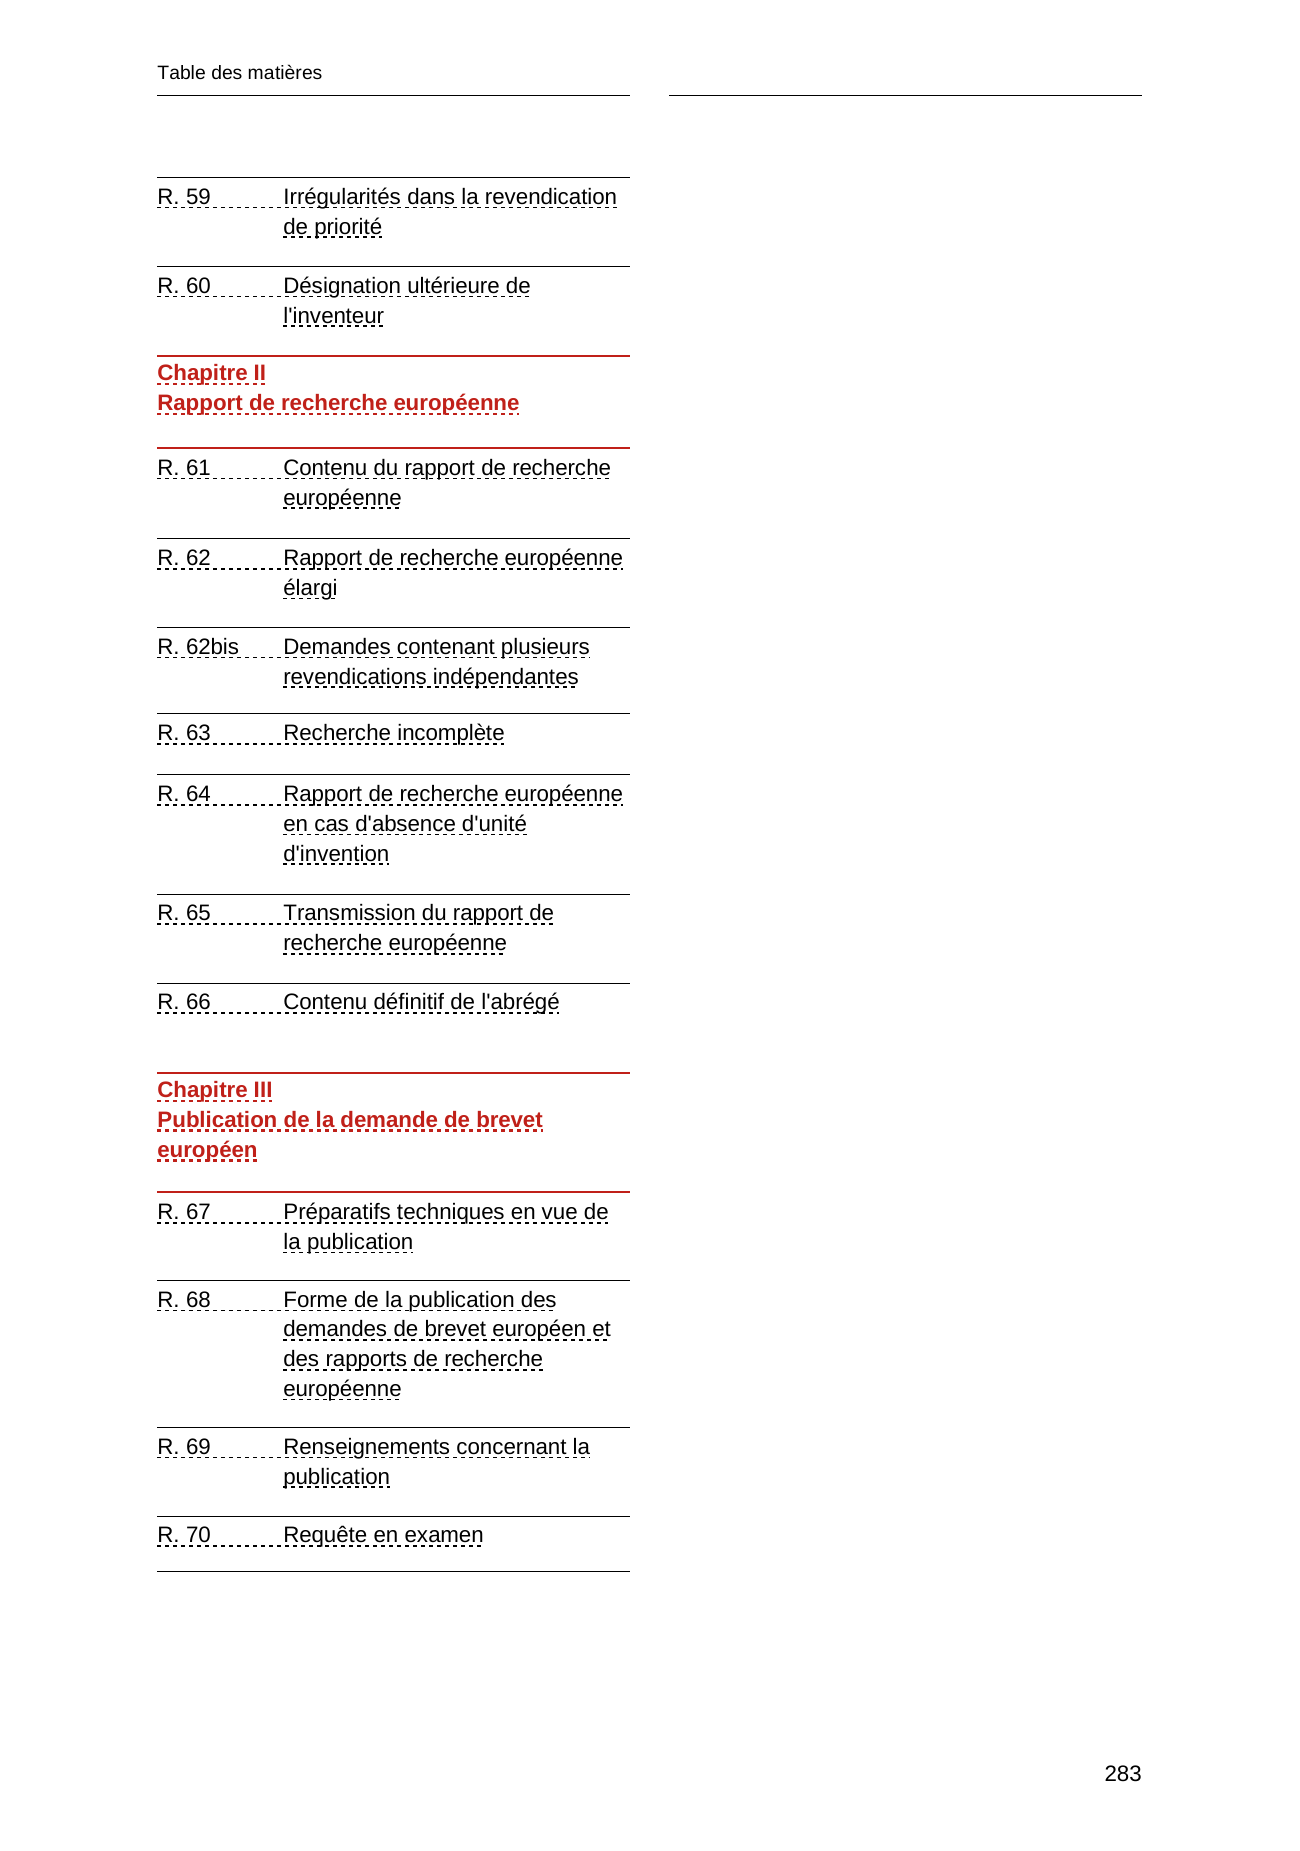 Table des matières
R. 59 Irrégularités dans la revendication
de priorité
R. 60 Désignation ultérieure de
l'inventeur
Chapitre II
Rapport de recherche européenne
R. 61 Contenu du rapport de recherche
européenne
R. 62 Rapport de recherche européenne
élargi
R. 62bis Demandes contenant plusieurs
revendications indépendantes
R. 63 Recherche incomplète
R. 64 Rapport de recherche européenne
en cas d'absence d'unité
d'invention
R. 65 Transmission du rapport de
recherche européenne
R. 66 Contenu définitif de l'abrégé
Chapitre III
Publication de la demande de brevet
européen
R. 67 Préparatifs techniques en vue de
la publication
R. 68 Forme de la publication des
demandes de brevet européen et
des rapports de recherche
européenne
R. 69 Renseignements concernant la
publication
R. 70 Requête en examen
283